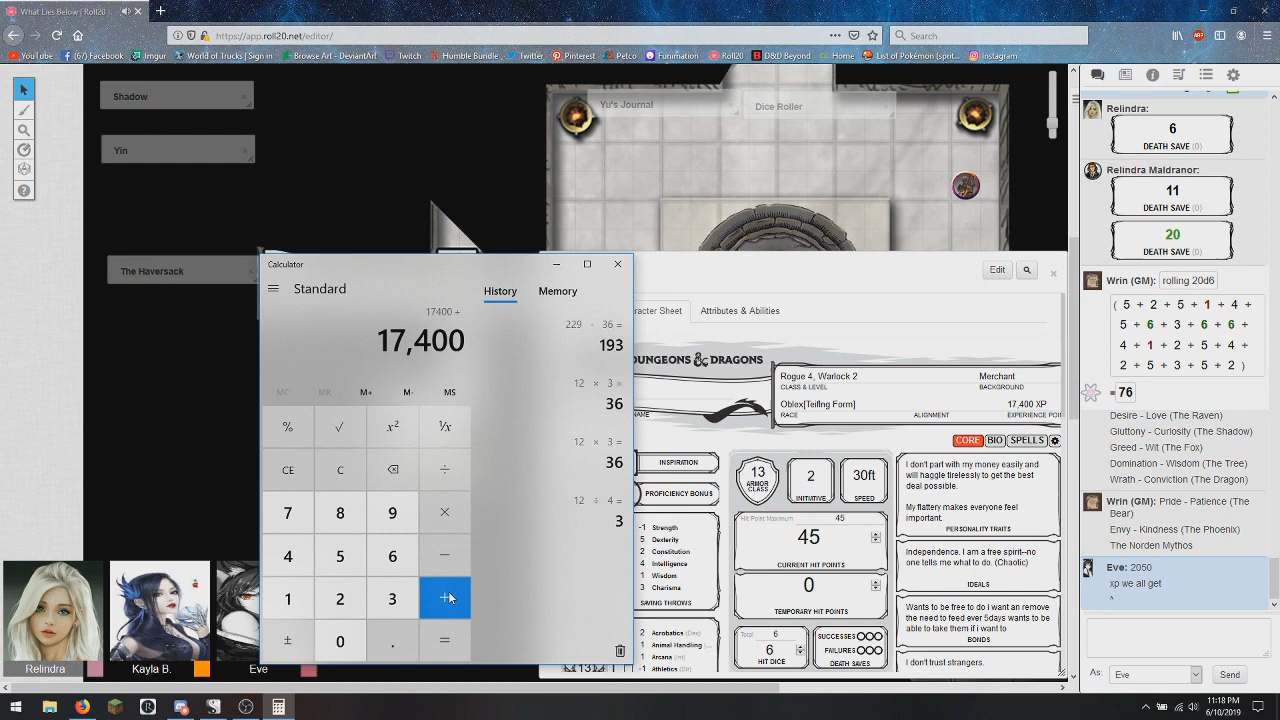 What Lies Below | Roll20
https://app.roll20.net/editor/
Search
YouTube
(67) Facebook
Imgur
World of Trucks | Sign in
Browse Art - DeviantArt
Twitch
Humble Bundle
Twitter
Pinterest
Petco
Funimation
Roll20
D&D Beyond
Home
List of Pokémon (sprit...
Instagram
Shadow
Yin
The Haversack
Yu's Journal
Dice Roller
Calculator
Standard
History
Memory
17400 +
17,400
229 - 36 =
193
12 × 3 =
36
12 × 3 =
36
12 ÷ 4 =
3
MC MR M+ M- MS
% √ x² ¹/x
CE C ÷
7 8 9 ×
4 5 6 −
1 2 3 +
± 0 . =
Edit
Attributes & Abilities
Rogue 4, Warlock 2
CLASS & LEVEL
Merchant
BACKGROUND
Oblex[Teifing Form]
RACE
ALIGNMENT
17,400 XP
CORE BIO SPELLS
INSPIRATION
PROFICIENCY BONUS
-1 Strength
5 Dexterity
2 Constitution
4 Intelligence
1 Wisdom
3 Charisma
SAVING THROWS
2 Acrobatics (Dex)
1 Animal Handling
1 Arcana (Int)
-1 Athletics
13
ARMOR
CLASS
2
INITIATIVE
30ft
SPEED
Hit Point Maximum 45
45
CURRENT HIT POINTS
0
TEMPORARY HIT POINTS
Total 6
6
HIT DICE
SUCCESSES
FAILURES
DEATH SAVES
I don't part with my money easily and
will haggle tirelessly to get the best
deal possible.
My flattery makes everyone feel
important.
PERSONALITY TRAITS
Independence. I am a free spirit--no
one tells me what to do. (Chaotic)
IDEALS
Wants to be free to do i want an remove
the need to feed ever 5days wants to be
able to take them if i want to
BONDS
I don't trust strangers.
Relindra:
6
DEATH SAVE (0)
Relindra Maldranor:
11
DEATH SAVE (0)
20
DEATH SAVE (0)
Wrin (GM): rolling 20d6
( 5 + 2 + 5 + 1 + 4 +
5 + 6 + 3 + 6 + 6 +
4 + 1 + 2 + 5 + 4 +
2 + 5 + 3 + 5 + 2 )
= 76
Desire - Love (The Raven)
Gluttony - Curiosity (The Shadow)
Greed - Wit (The Fox)
Domination - Wisdom (The Tree)
Wrath - Conviction (The Dragon)
Wrin (GM): Pride - Patience (The
Bear)
Envy - Kindness (The Phoenix)
The Norden Mythos
Eve: 2050
xp we all get
^
As: Eve
Send
Relindra
Kayla B.
Eve
11:18 PM
6/10/2019